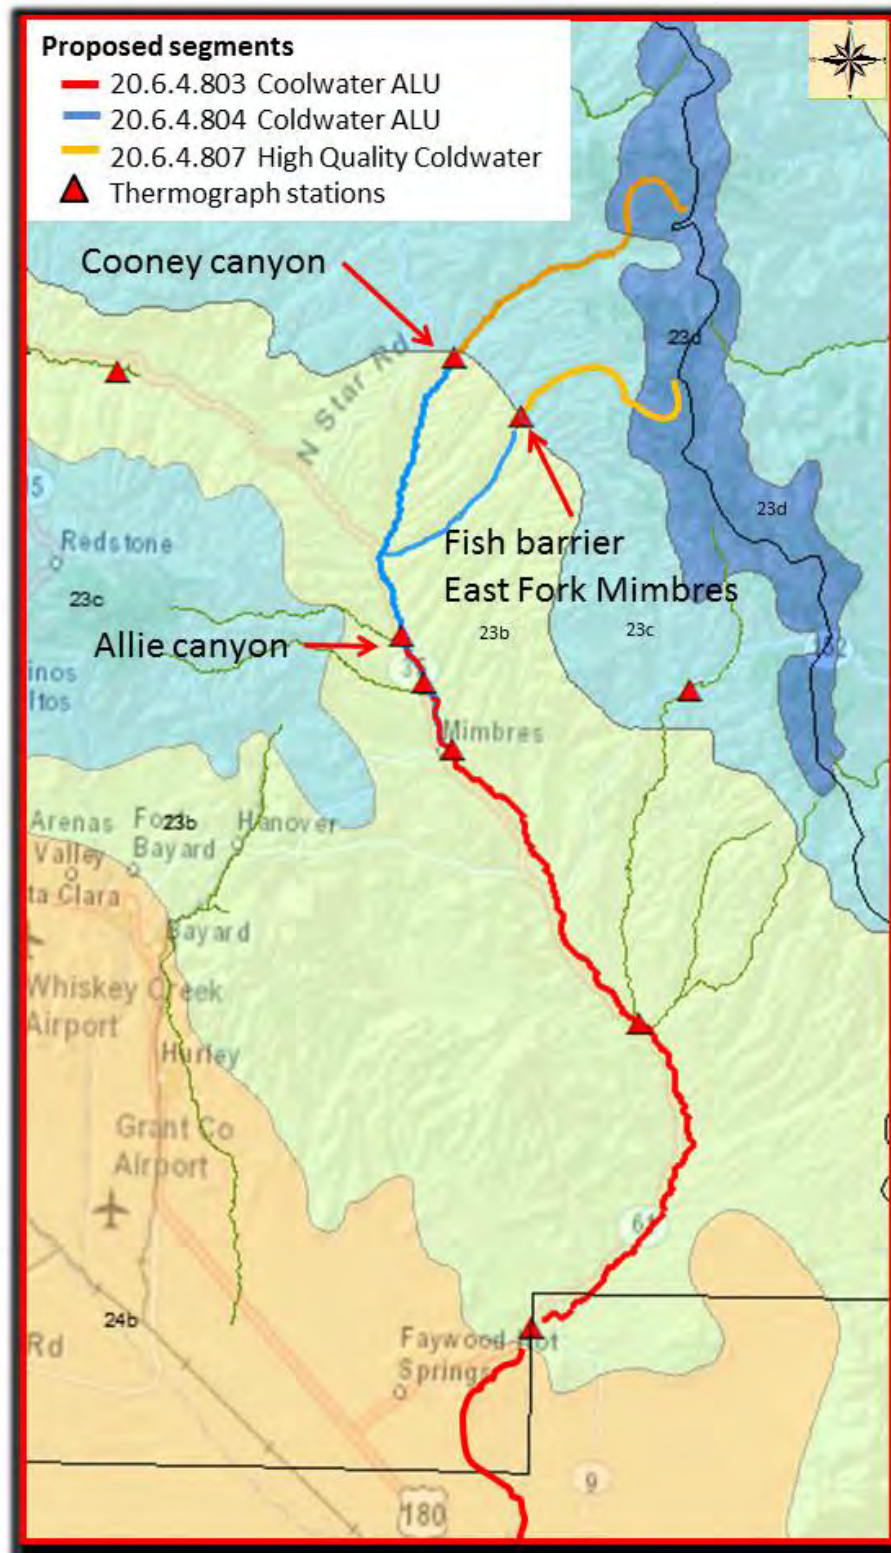 Proposed segments
20.6.4.803 Coolwater ALU
20.6.4.804 Coldwater ALU
20.6.4.807 High Quality Coldwater
Thermograph stations
Cooney canyon
N Star Rd
23d
23d
Fish barrier
East Fork Mimbres
23b
23c
Redstone
23c
Allie canyon
35
Mimbres
Arenas
Valley
Fort
Bayard
23b
Hanover
Bayard
Whiskey Creek
Airport
Hurley
Grant Co
Airport
61
24b
Rd
Faywood Hot
Springs
9
180